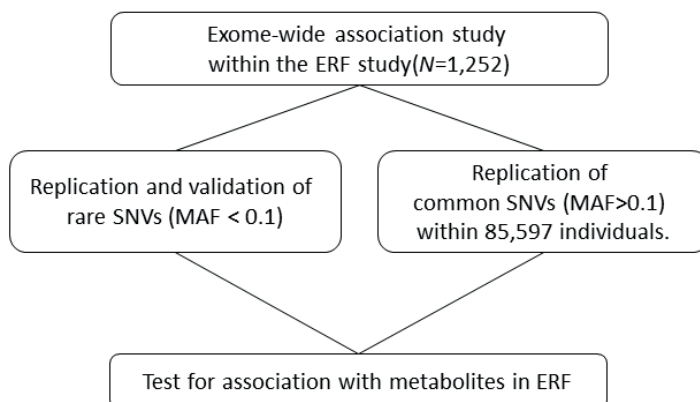 Exome-wide association study
within the ERF study(N=1,252)
Replication and validation of
rare SNVs (MAF < 0.1)
Replication of
common SNVs (MAF>0.1)
within 85,597 individuals.
Test for association with metabolites in ERF